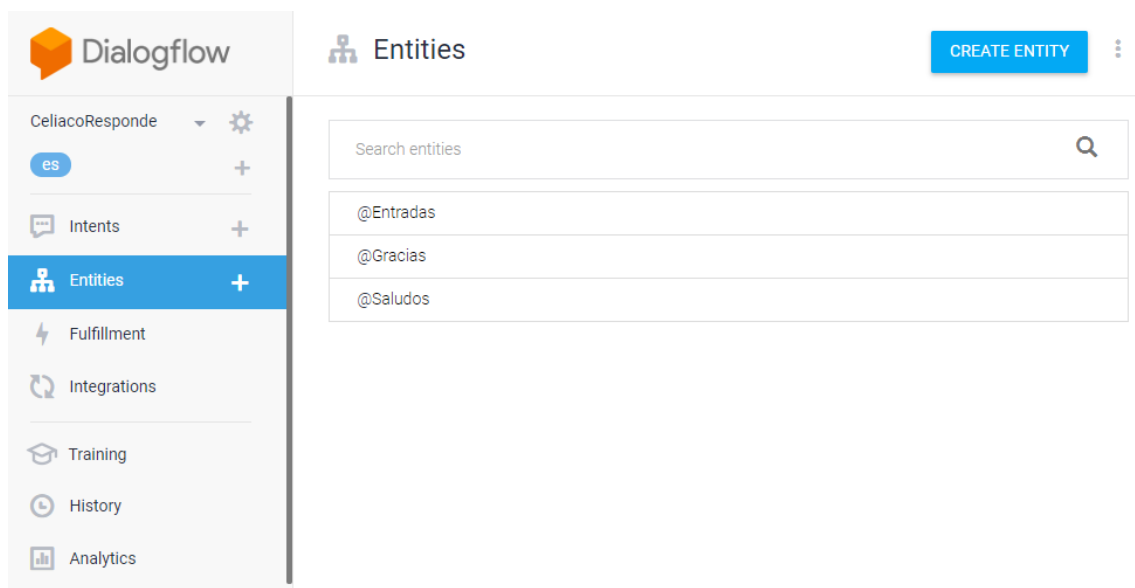 Dialogflow
Entities
CREATE ENTITY
CeliacoResponde
es
Search entities
Intents
Entities
Fulfillment
Integrations
Training
History
Analytics
@Entradas
@Gracias
@Saludos